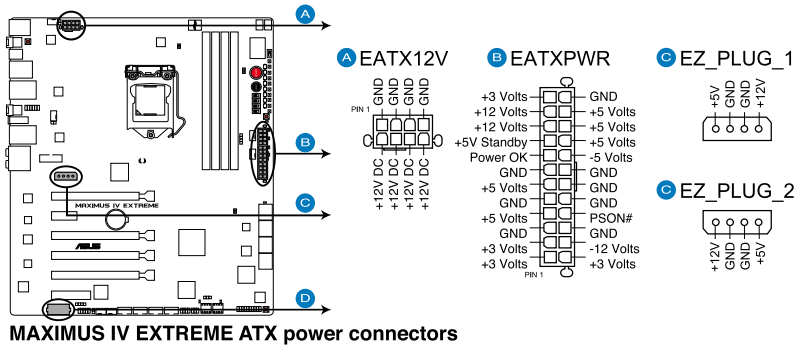 A
B
C
D
MAXIMUS IV EXTREME
ASUS
A EATX12V
GND GND GND GND
PIN 1
+12V DC +12V DC +12V DC +12V DC
B EATXPWR
+3 Volts GND
+12 Volts +5 Volts
+12 Volts +5 Volts
+5V Standby +5 Volts
Power OK -5 Volts
GND GND
+5 Volts GND
GND GND
+5 Volts PSON#
GND GND
+3 Volts -12 Volts
+3 Volts +3 Volts
PIN 1
C EZ_PLUG_1
+5V GND GND +12V
C EZ_PLUG_2
+12V GND GND +5V
MAXIMUS IV EXTREME ATX power connectors